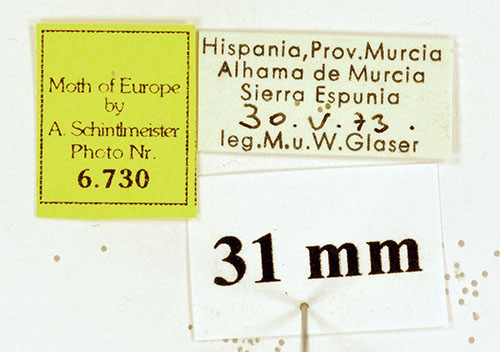 Moth of Europe
by
A. Schintlmeister
Photo Nr.
6.730
Hispania, Prov. Murcia
Alhama de Murcia
Sierra Espunia
30. V. 73.
leg. M. u. W. Glaser
31 mm